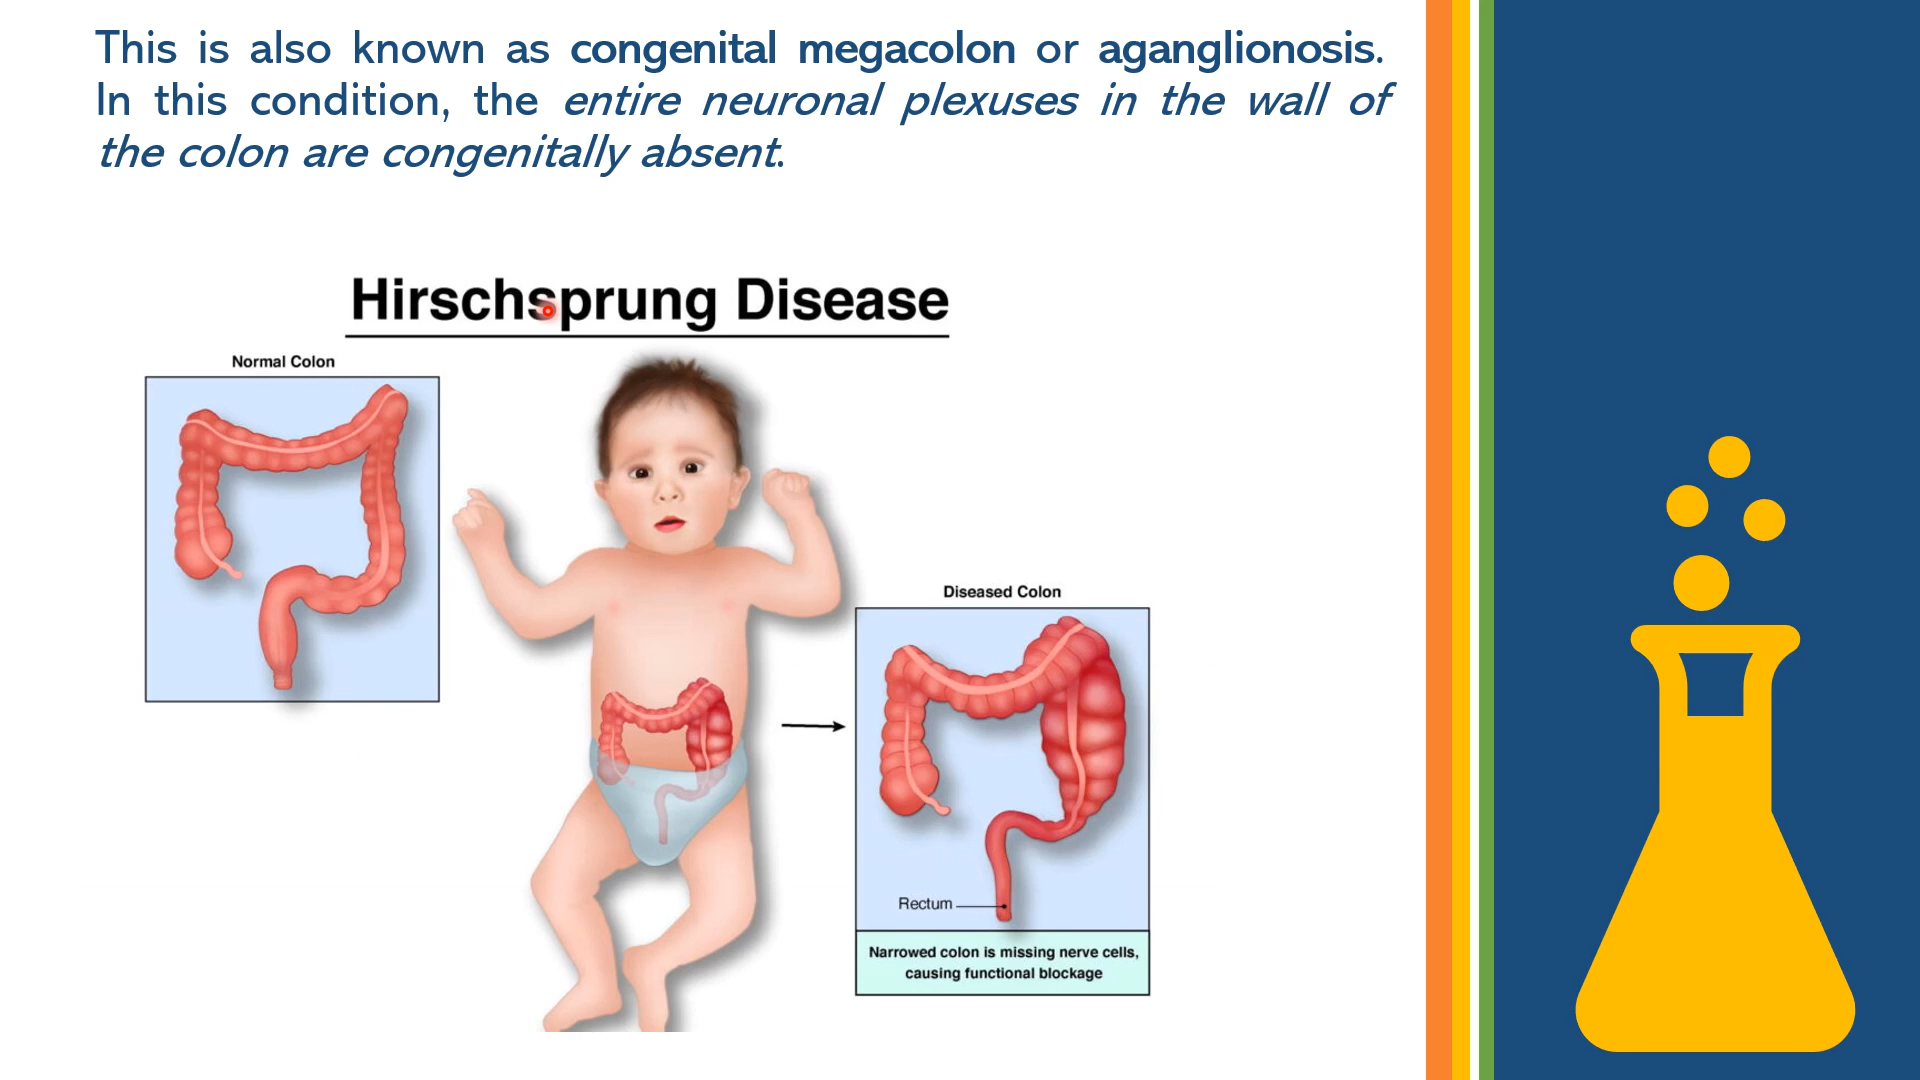 This is also known as congenital megacolon or aganglionosis.
In this condition, the entire neuronal plexuses in the wall of
the colon are congenitally absent.
Hirschsprung Disease
Normal Colon
Diseased Colon
Rectum
Narrowed colon is missing nerve cells,
causing functional blockage